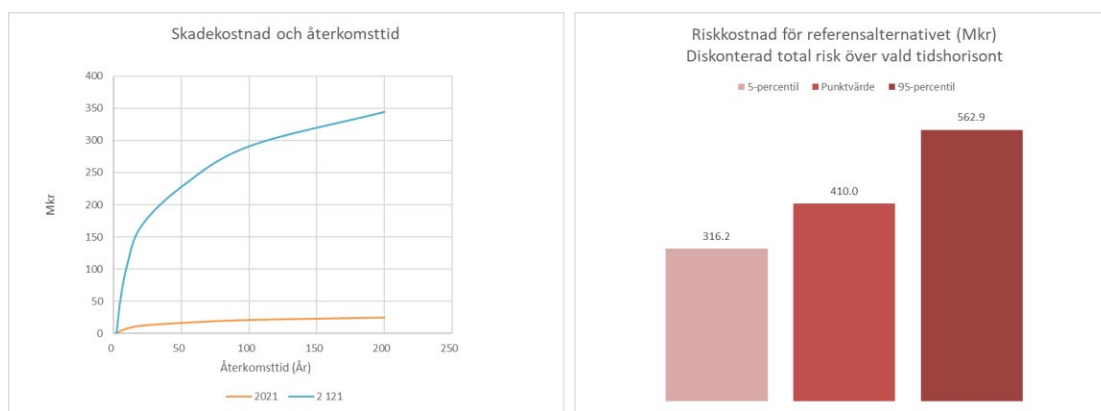 Skadekostnad och återkomsttid
400
350
300
250
200
150
100
50
0
Mkr
0 50 100 150 200 250
Återkomsttid (År)
2021 2 121
Riskkostnad för referensalternativet (Mkr)
Diskonterad total risk över vald tidshorisont
5-percentil Punktvärde 95-percentil
562.9
410.0
316.2